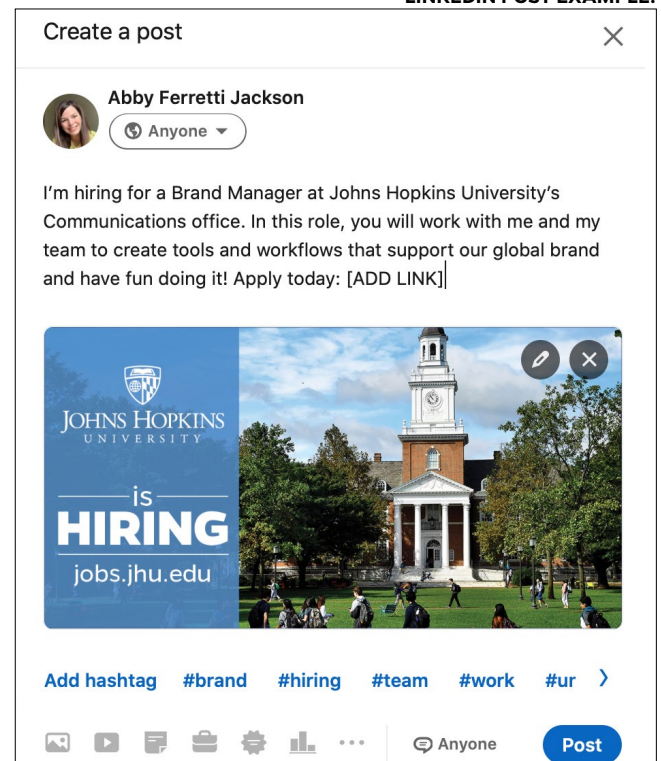 LINKEDIN POST EXAMPLE:
Create a post
Abby Ferretti Jackson
Anyone
I'm hiring for a Brand Manager at Johns Hopkins University's
Communications office. In this role, you will work with me and my
team to create tools and workflows that support our global brand
and have fun doing it! Apply today: [ADD LINK]
JOHNS HOPKINS
UNIVERSITY
is
HIRING
jobs.jhu.edu
Add hashtag #brand #hiring #team #work #ur
Anyone Post